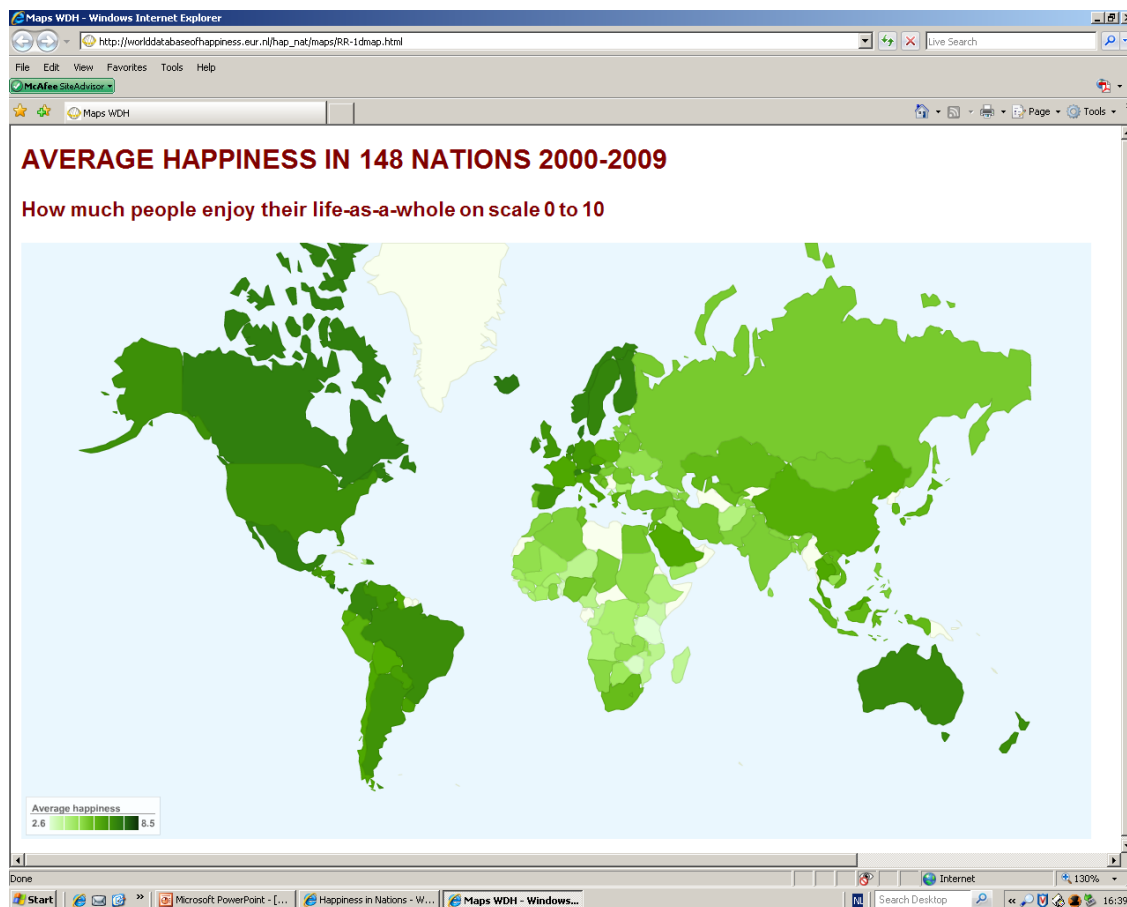 Maps WDH - Windows Internet Explorer
http://worlddatabaseofhappiness.eur.nl/hap_nat/maps/RR-1dmap.html
Live Search
File Edit View Favorites Tools Help
McAfee SiteAdvisor
Maps WDH
Page
Tools
AVERAGE HAPPINESS IN 148 NATIONS 2000-2009
How much people enjoy their life-as-a-whole on scale 0 to 10
Average happiness
2.6 8.5
Done
Internet
130%
Start
Microsoft PowerPoint - [...
Happiness in Nations - W...
Maps WDH - Windows...
NL
Search Desktop
16:39